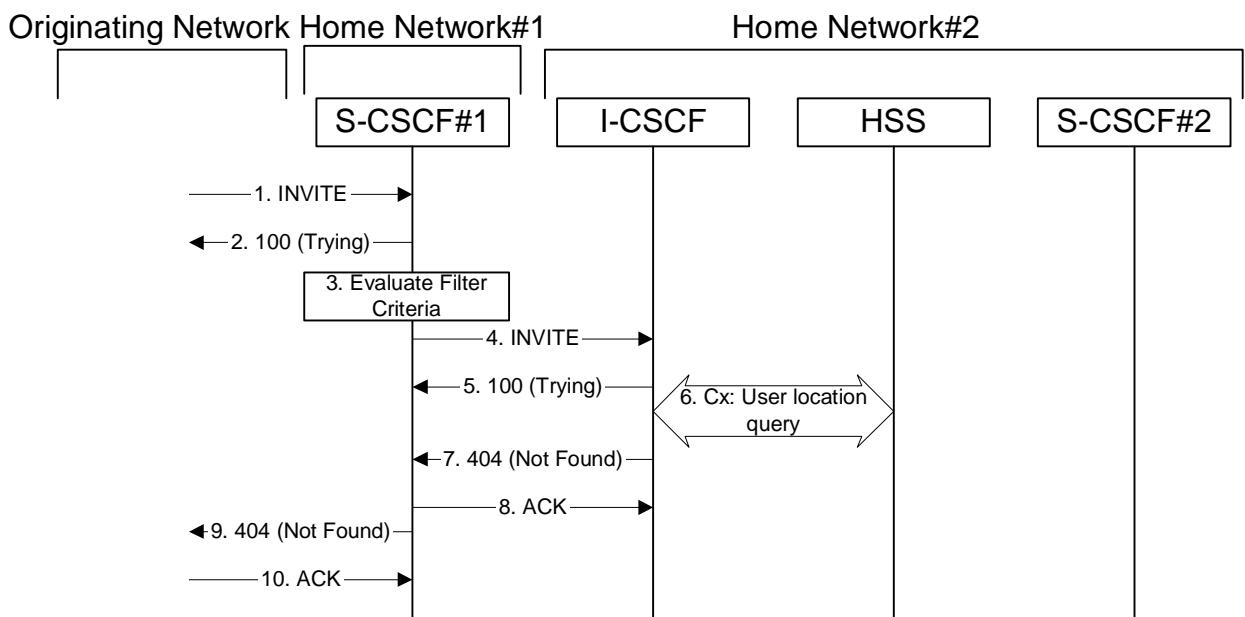 Originating Network Home Network#1 Home Network#2
S-CSCF#1 I-CSCF HSS S-CSCF#2
1. INVITE
2. 100 (Trying)
3. Evaluate Filter
Criteria
4. INVITE
5. 100 (Trying)
6. Cx: User location
query
7. 404 (Not Found)
8. ACK
9. 404 (Not Found)
10. ACK